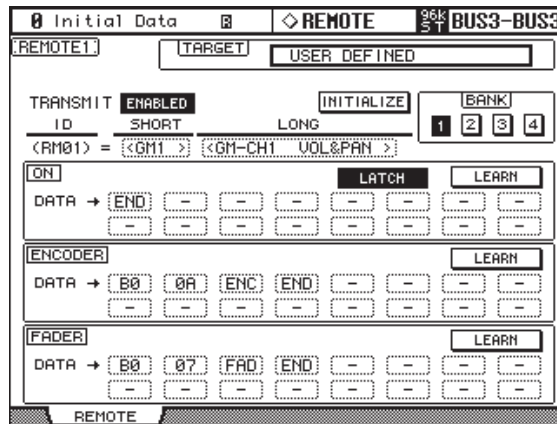 0 Initial Data R ◇REMOTE 96k ST BUS3-BUS3
REMOTE1 TARGET USER DEFINED
TRANSMIT ENABLED INITIALIZE BANK
ID SHORT LONG 1 2 3 4
(RM01) = <GM1 > <GM-CH1 VOL&PAN >
ON LATCH LEARN
DATA → END - - - - - - -
- - - - - - - -
ENCODER LEARN
DATA → B0 0A ENC END - - - -
- - - - - - - -
FADER LEARN
DATA → B0 07 FAD END - - - -
- - - - - - - -
REMOTE